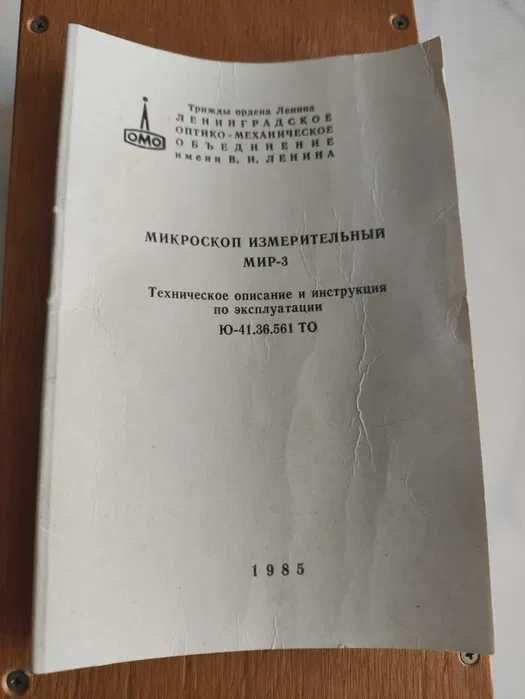 ЛОМО
Трижды ордена Ленина
ЛЕНИНГРАДСКОЕ
ОПТИКО-МЕХАНИЧЕСКОЕ
ОБЪЕДИНЕНИЕ
имени В. И. ЛЕНИНА
МИКРОСКОП ИЗМЕРИТЕЛЬНЫЙ
МИР-3
Техническое описание и инструкция
по эксплуатации
Ю-41.36.561 ТО
1985